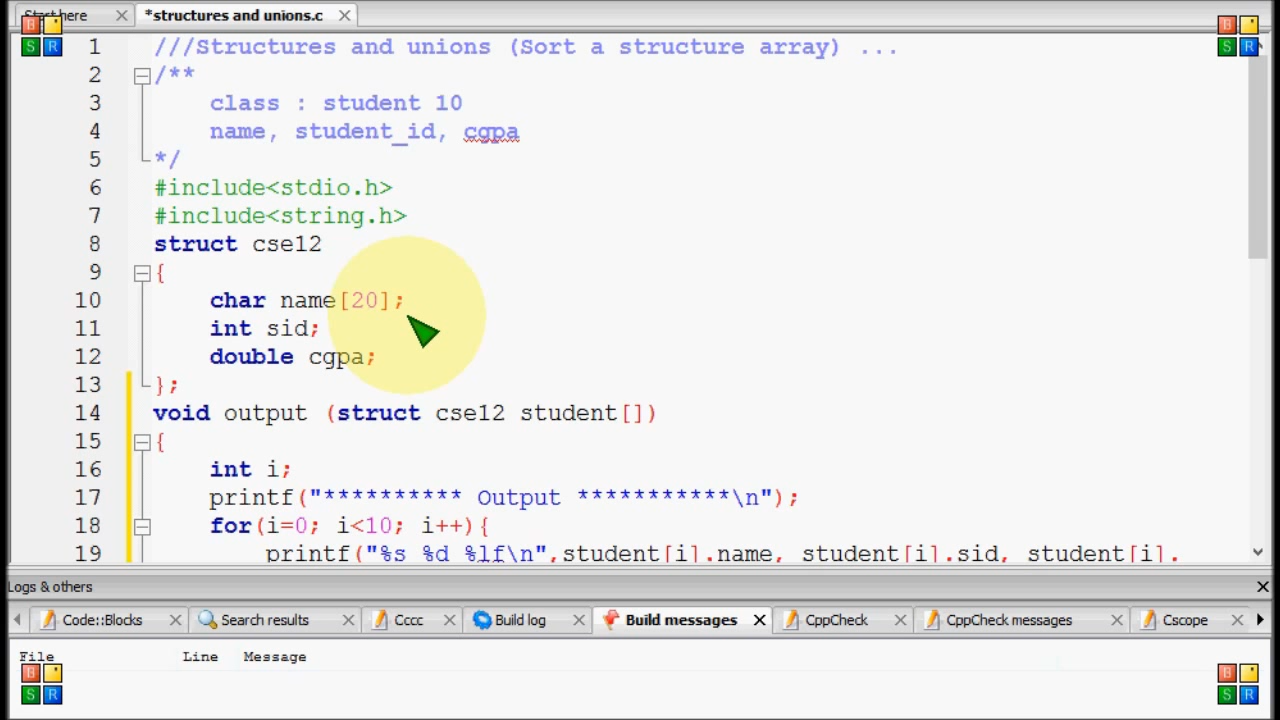 Start here
*structures and unions.c
1 ///Structures and unions (Sort a structure array) ...
2 /**
3 class : student 10
4 name, student_id, cgpa
5 */
6 #include<stdio.h>
7 #include<string.h>
8 struct cse12
9 {
10 char name[20];
11 int sid;
12 double cgpa;
13 };
14 void output (struct cse12 student[])
15 {
16 int i;
17 printf("********** Output ***********\n");
18 for(i=0; i<10; i++){
19 printf("%s %d %lf\n",student[i].name, student[i].sid, student[i].
Logs & others
Code::Blocks Search results Cccc Build log Build messages CppCheck CppCheck messages Cscope
File Line Message
B
S R
B
S R
B
S R
B
S R